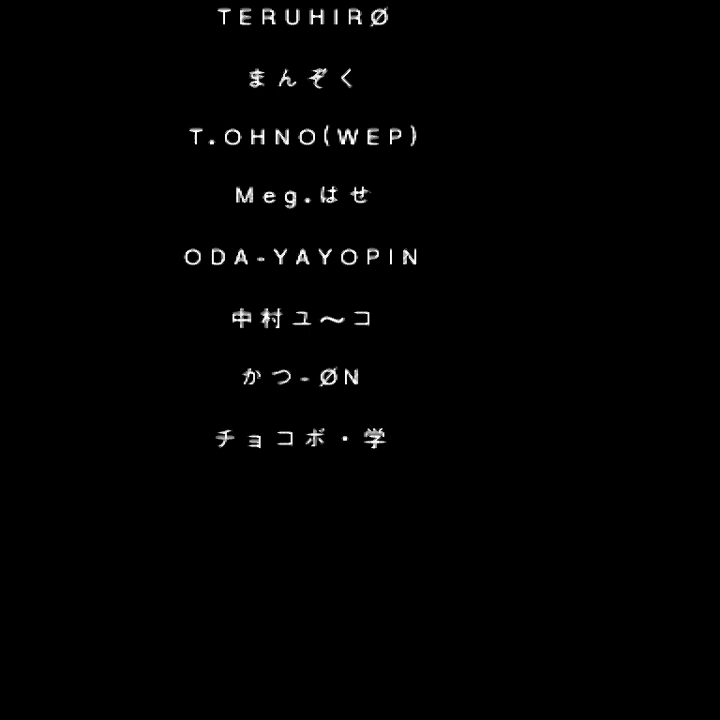 TERUHIRØ
まんぞく
T.OHNO(WEP)
Meg.はせ
ODA-YAYOPIN
中村ユ～コ
かつ-ØN
チョコボ・学